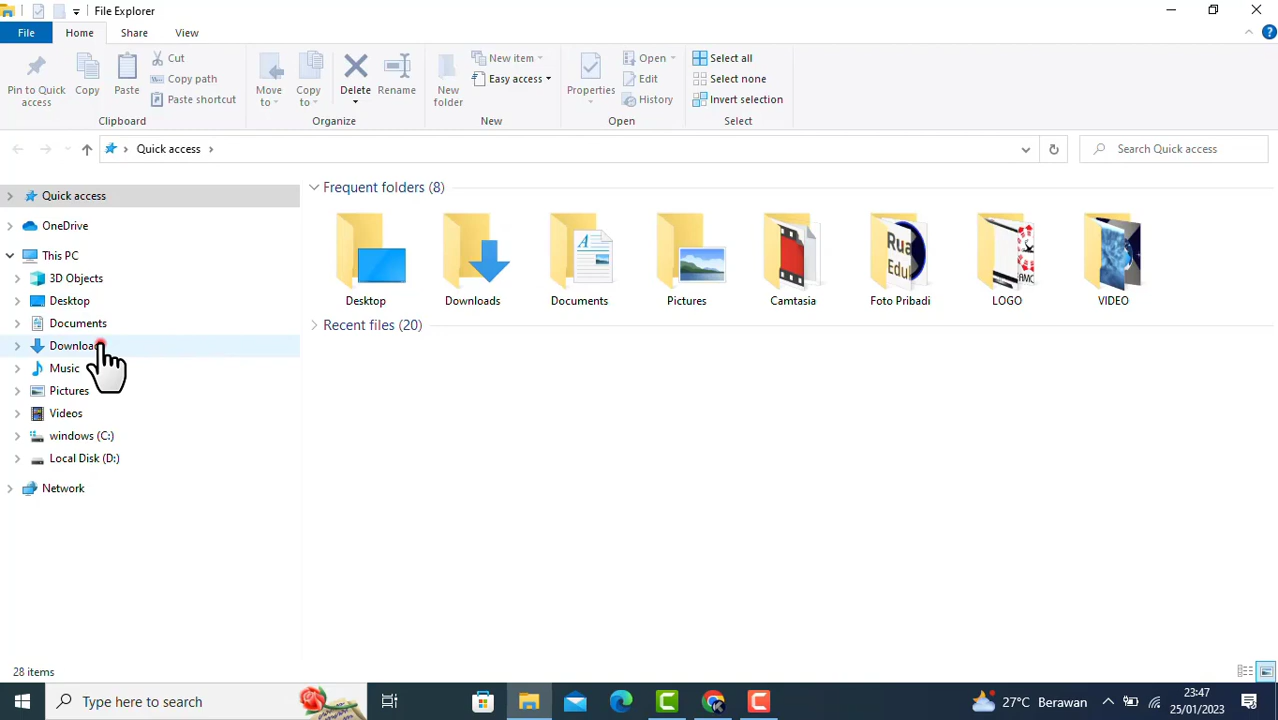 File Explorer
File Home Share View
Pin to Quick access
Copy
Paste
Cut
Copy path
Paste shortcut
Clipboard
Move to
Copy to
Delete
Rename
Organize
New folder
New item
Easy access
New
Properties
Open
Edit
History
Open
Select all
Select none
Invert selection
Select
Quick access
Search Quick access
Quick access
OneDrive
This PC
3D Objects
Desktop
Documents
Downloa
Music
Pictures
Videos
windows (C:)
Local Disk (D:)
Network
Frequent folders (8)
Rua
Edu
AMC
Desktop Downloads Documents Pictures Camtasia Foto Pribadi LOGO VIDEO
Recent files (20)
28 items
Type here to search
27°C Berawan
23:47
25/01/2023